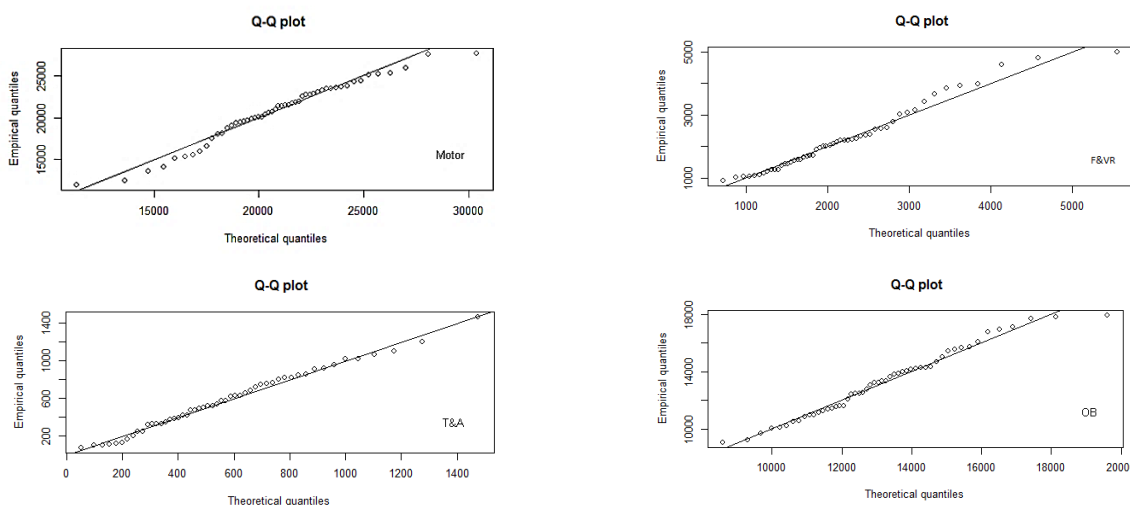 Q-Q plot
Empirical quantiles
15000 20000 25000
Motor
15000 20000 25000 30000
Theoretical quantiles
Q-Q plot
Empirical quantiles
1000 3000 5000
F&VR
1000 2000 3000 4000 5000
Theoretical quantiles
Q-Q plot
Empirical quantiles
200 600 1000 1400
T&A
0 200 400 600 800 1000 1200 1400
Theoretical quantiles
Q-Q plot
Empirical quantiles
10000 14000 18000
OB
10000 12000 14000 16000 18000 2000
Theoretical quantiles